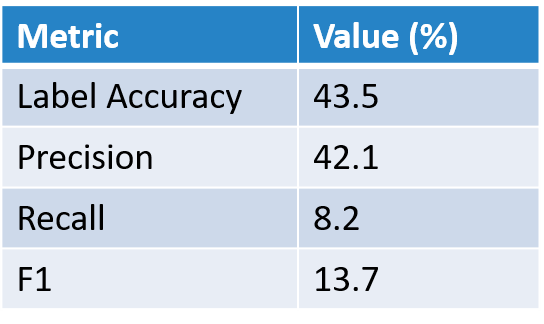 Metric Value (%)
Label Accuracy 43.5
Precision 42.1
Recall 8.2
F1 13.7